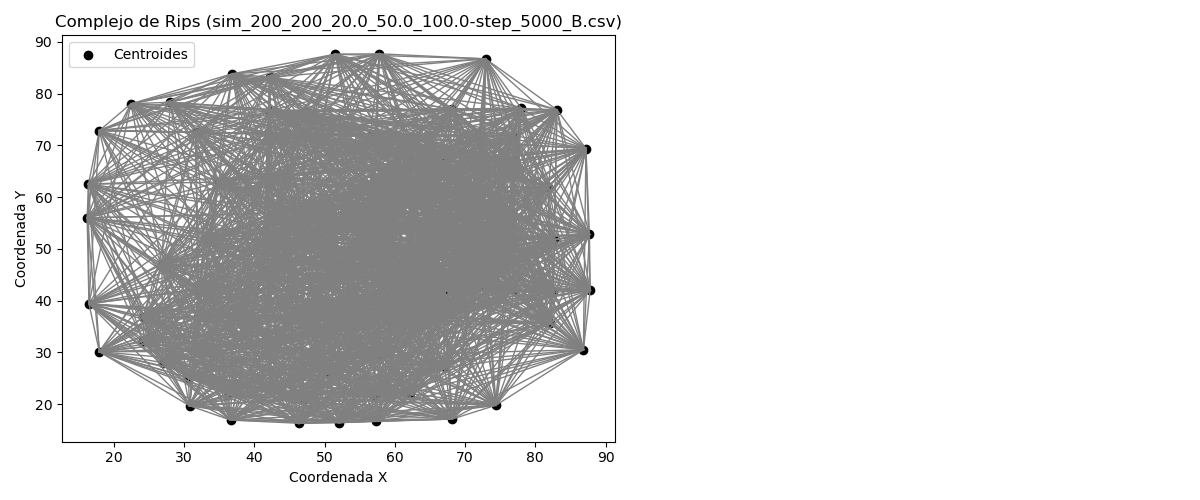 Complejo de Rips (sim_200_200_20.0_50.0_100.0-step_5000_B.csv)
Centroides
90
80
70
60
50
40
30
20
Coordenada Y
20 30 40 50 60 70 80 90
Coordenada X